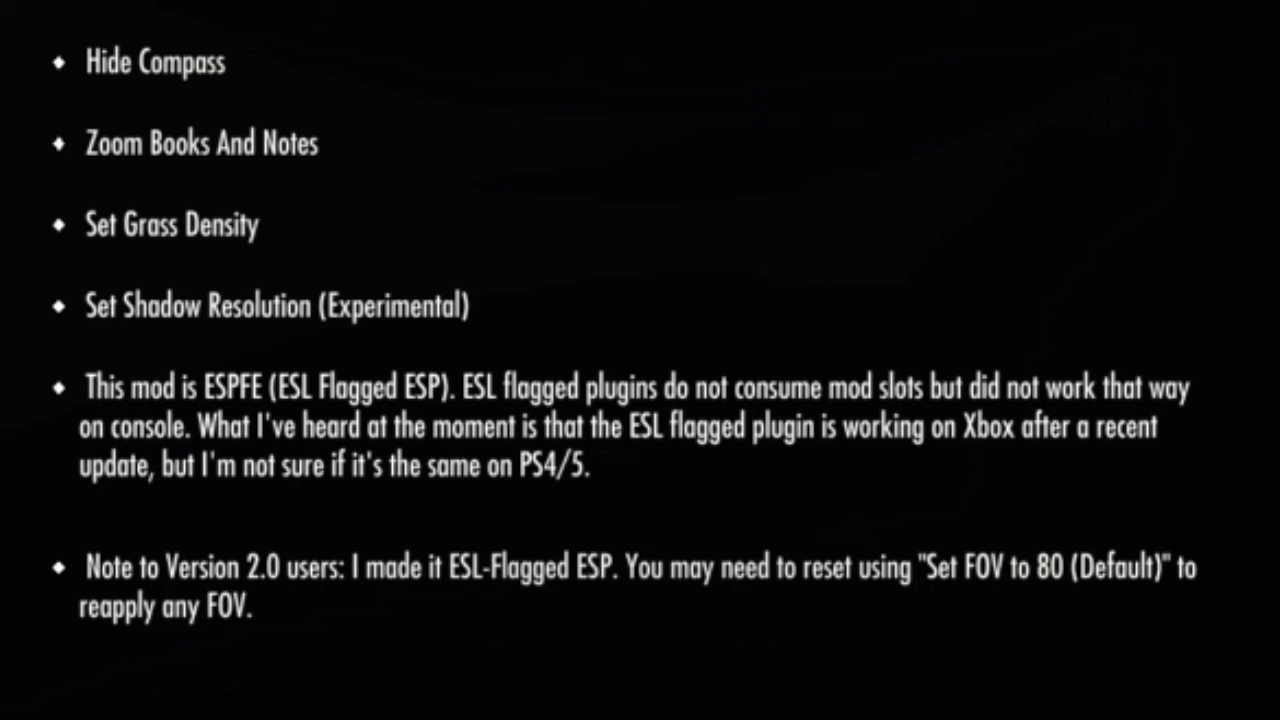 • Hide Compass
• Zoom Books And Notes
• Set Grass Density
• Set Shadow Resolution (Experimental)
• This mod is ESPFE (ESL Flagged ESP). ESL flagged plugins do not consume mod slots but did not work that way
on console. What I've heard at the moment is that the ESL flagged plugin is working on Xbox after a recent
update, but I'm not sure if it's the same on PS4/5.
• Note to Version 2.0 users: I made it ESL-Flagged ESP. You may need to reset using "Set FOV to 80 (Default)" to
reapply any FOV.